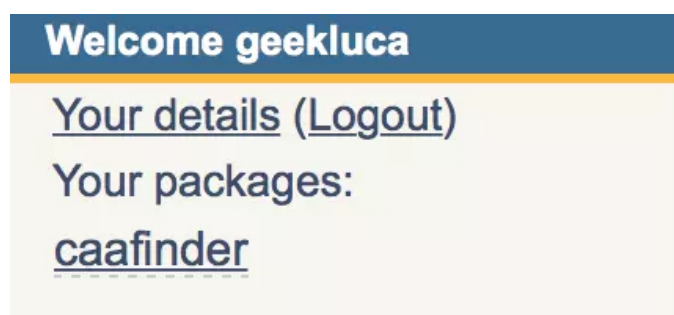 Welcome geekluca
Your details (Logout)
Your packages:
caafinder